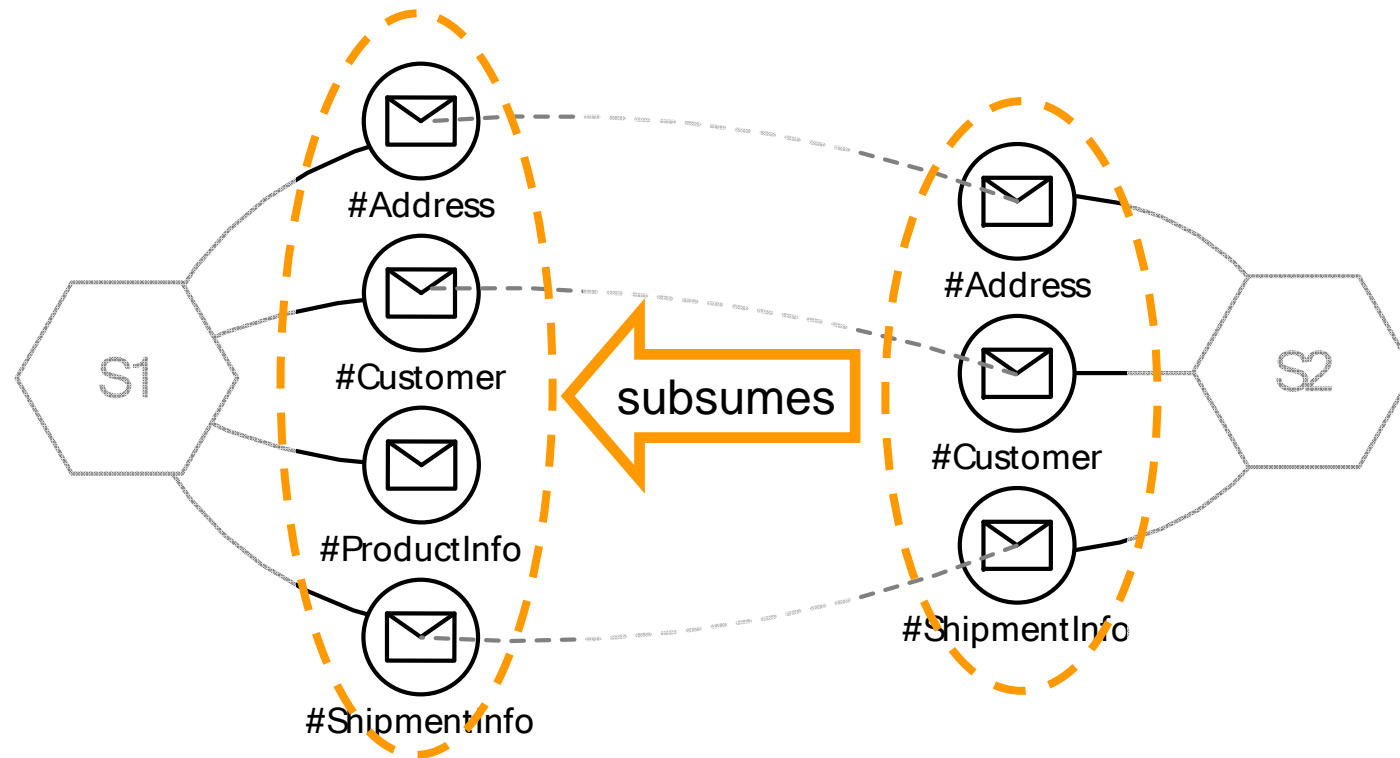 #Address
#Address
#Customer
S1
subsumes
S2
#Customer
#ProductInfo
#ShipmentInfo
#ShipmentInfo